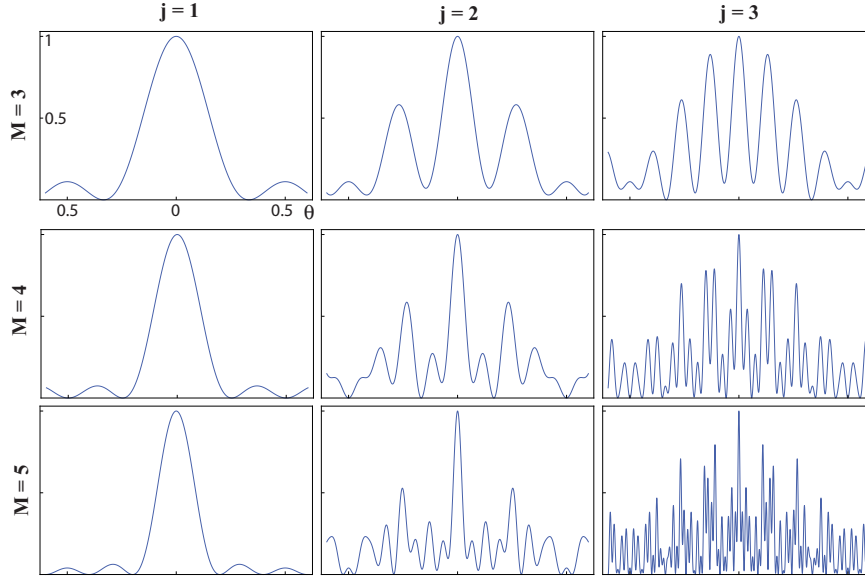 j = 1
j = 2
j = 3
M = 3
1
0.5
0.5
0
0.5
θ
M = 4
M = 5